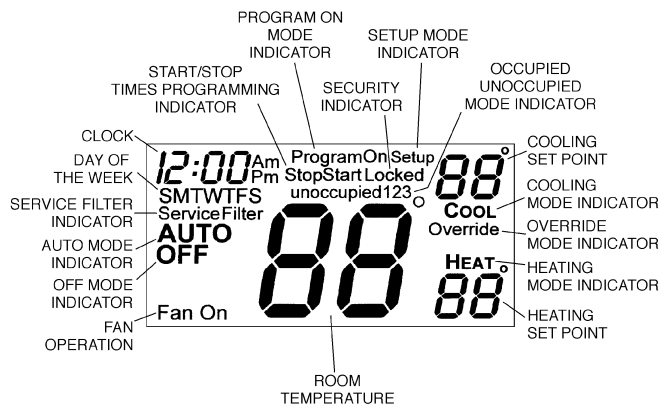 PROGRAM ON
MODE
INDICATOR
SETUP MODE
INDICATOR
START/STOP
TIMES PROGRAMMING
INDICATOR
SECURITY
INDICATOR
OCCUPIED
UNOCCUPIED
MODE INDICATOR
CLOCK
DAY OF
THE WEEK
SERVICE FILTER
INDICATOR
AUTO MODE
INDICATOR
OFF MODE
INDICATOR
FAN
OPERATION
12:00 Am
Pm
SMTWTFS
Service Filter
AUTO
OFF
Fan On
ProgramOn Setup
StopStart Locked
unoccupied123
88°
88°
COOL
Override
HEAT
88°
COOLING
SET POINT
COOLING
MODE INDICATOR
OVERRIDE
MODE INDICATOR
HEATING
MODE INDICATOR
HEATING
SET POINT
ROOM
TEMPERATURE